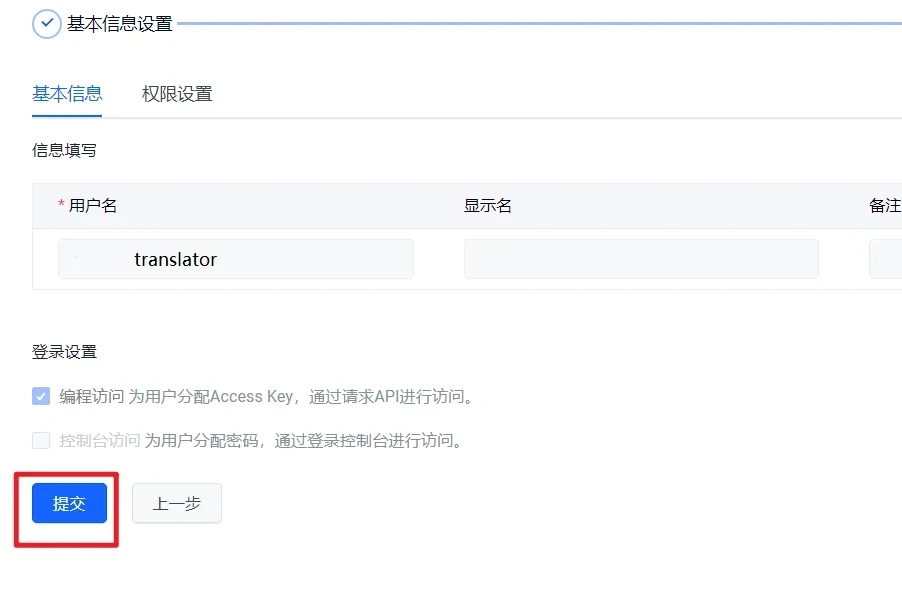 基本信息设置
基本信息 权限设置
信息填写
* 用户名 显示名 备注
translator
登录设置
编程访问 为用户分配Access Key，通过请求API进行访问。
控制台访问 为用户分配密码，通过登录控制台进行访问。
提交 上一步